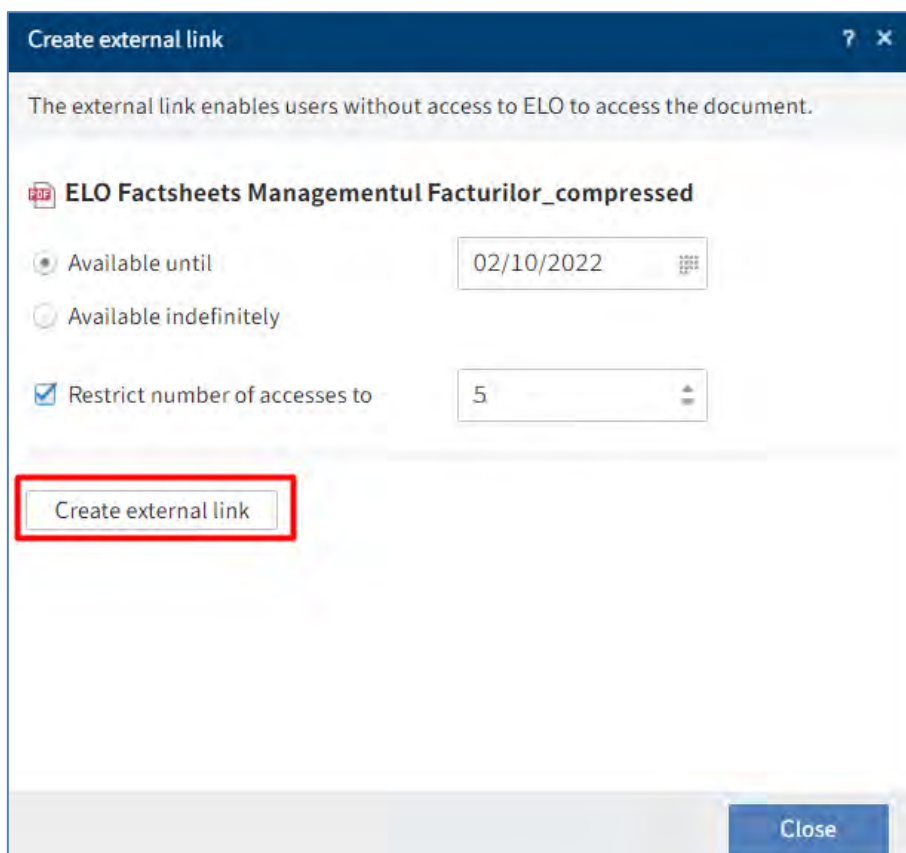 Create external link ? ×
The external link enables users without access to ELO to access the document.
PDF ELO Factsheets Managementul Facturilor_compressed
Available until 02/10/2022
Available indefinitely
Restrict number of accesses to 5
Create external link
Close